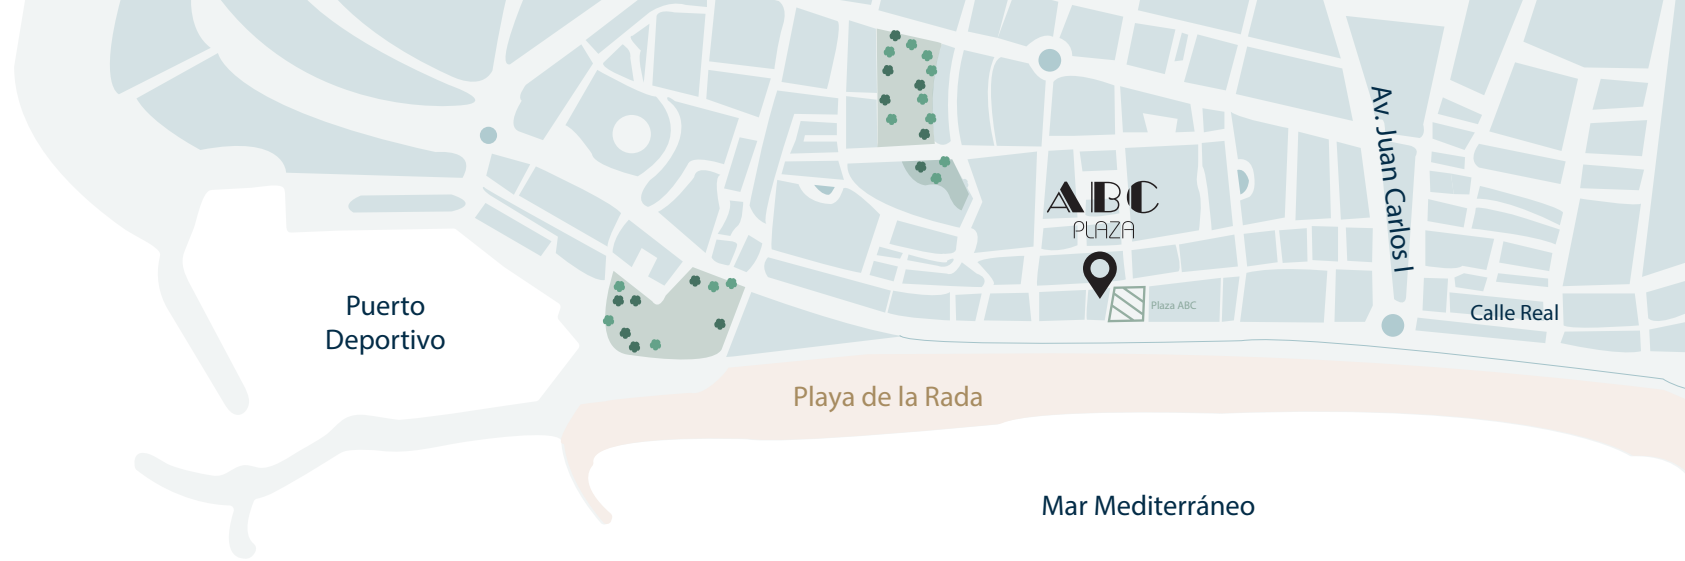 Av. Juan Carlos I
ABC
PLAZA
Plaza ABC
Calle Real
Puerto
Deportivo
Playa de la Rada
Mar Mediterráneo